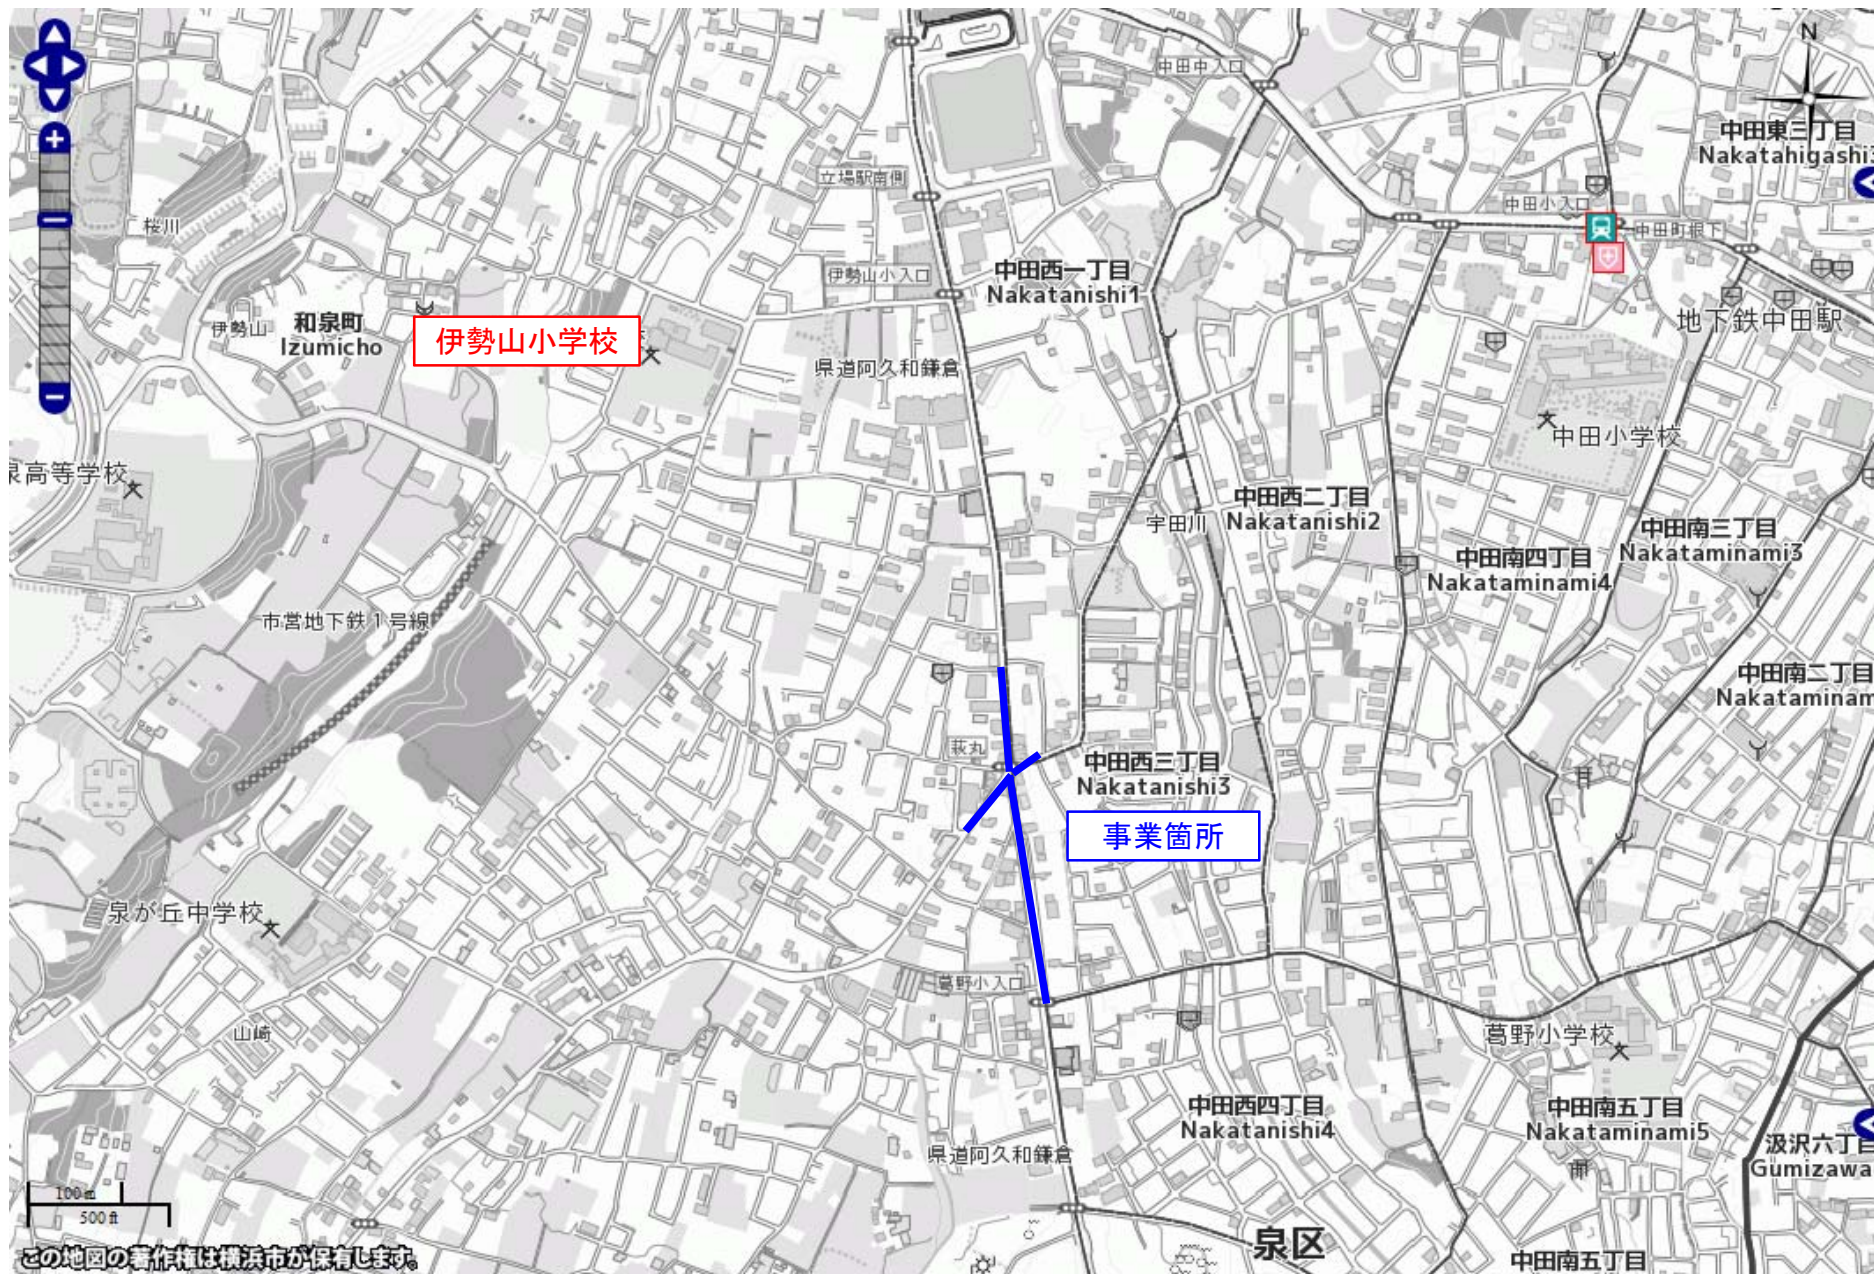 N
中田中入口
中田東三丁目
Nakatahigashi3
立場駅南側
中田小入口
桜川
中田町根下
中田西一丁目
Nakatanishi1
伊勢山小入口
地下鉄中田駅
伊勢山
和泉町
Izumicho
伊勢山小学校
県道阿久和鎌倉
中田小学校
泉高等学校
中田西二丁目
Nakatanishi2
宇田川
中田南三丁目
Nakataminami3
中田南四丁目
Nakataminami4
市営地下鉄1号線
中田南二丁目
Nakataminam
萩丸
中田西三丁目
Nakatanishi3
事業箇所
泉が丘中学校
葛野小入口
山崎
葛野小学校
中田西四丁目
Nakatanishi4
中田南五丁目
Nakataminami5
県道阿久和鎌倉
汲沢六丁目
Gumizawa
100 m
500 ft
泉区
この地図の著作権は横浜市が保有します。
中田南五丁目